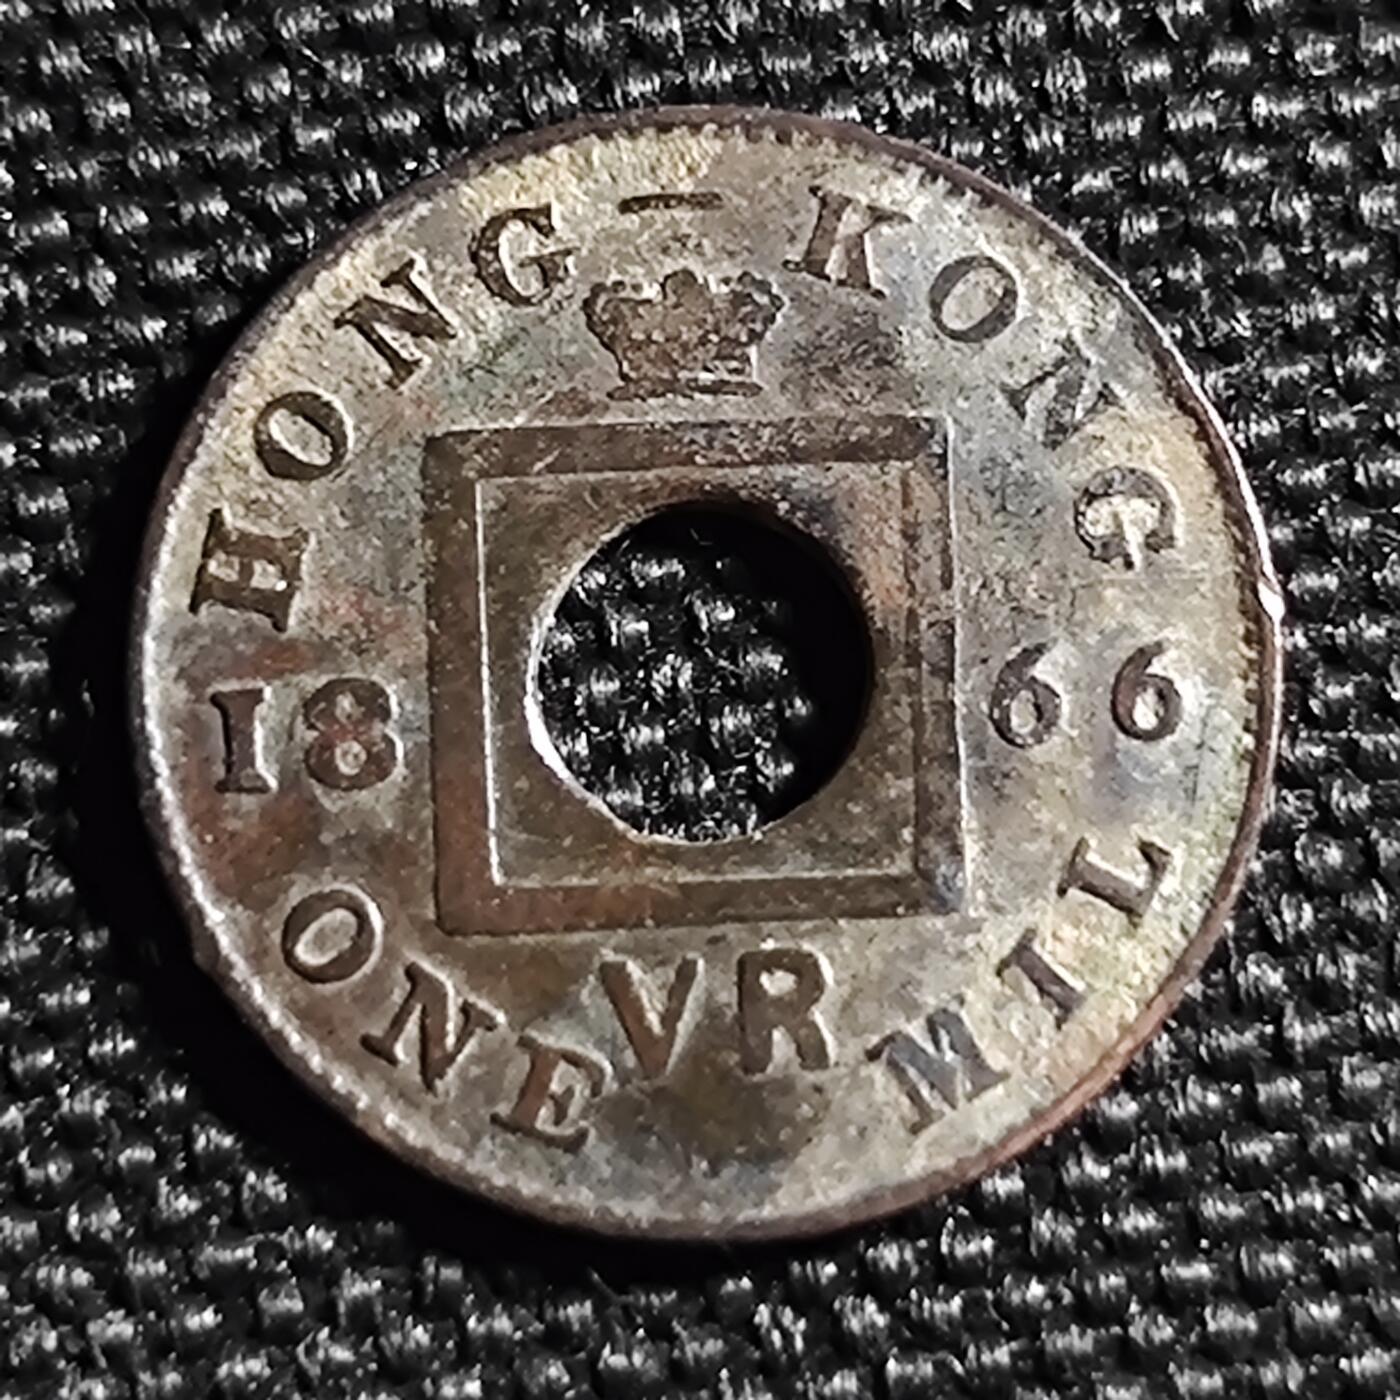 HONG – KONG
18 66
VR
ONE MIL